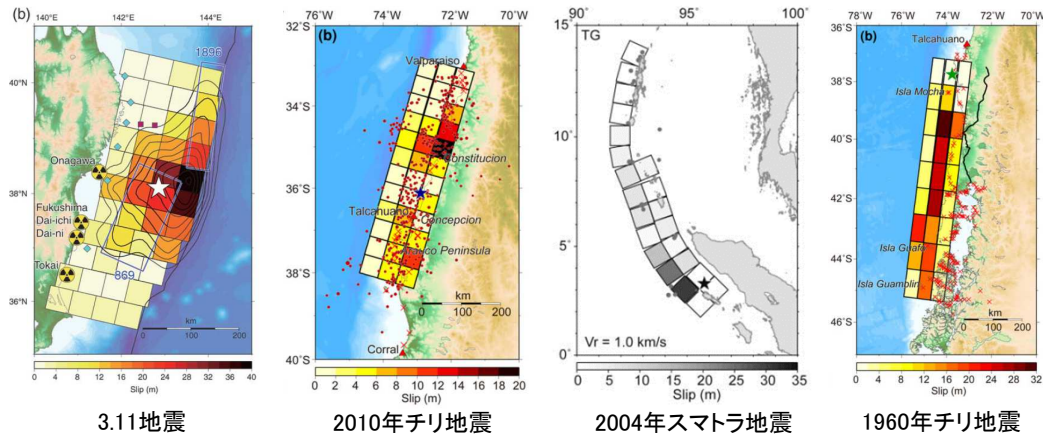 (b)
142°E
144°E
1896
40°N
Onagawa
38°N
Fukushima
Dai-ichi
Dai-ni
Tokai
869
36°N
km
0 100 200
0 4 8 12 16 20 24 28 32 36 40
Slip (m)
3.11地震
76°W
74°W
72°W
70°W
(b)
32°S
Valparaiso
34°S
Constitucion
36°S
Talcahuano
Concepcion
Arauco Peninsula
38°S
km
0 100 200
Corral
40°S
0 2 4 6 8 10 12 14 16 18 20
Slip (m)
2010年チリ地震
90°
95°
100°
TG
15°
10°
5°
0°
Vr = 1.0 km/s
0 5 10 15 20 25 30 35
Slip (m)
2004年スマトラ地震
78°W
76°W
74°W
72°W
70°W
36°S
(b)
Talcahuano
38°S
Isla Mocha
40°S
42°S
Isla Guafo
44°S
Isla Guamblin
46°S
km
0 100 200
0 4 8 12 16 20 24 28 32
Slip (m)
1960年チリ地震